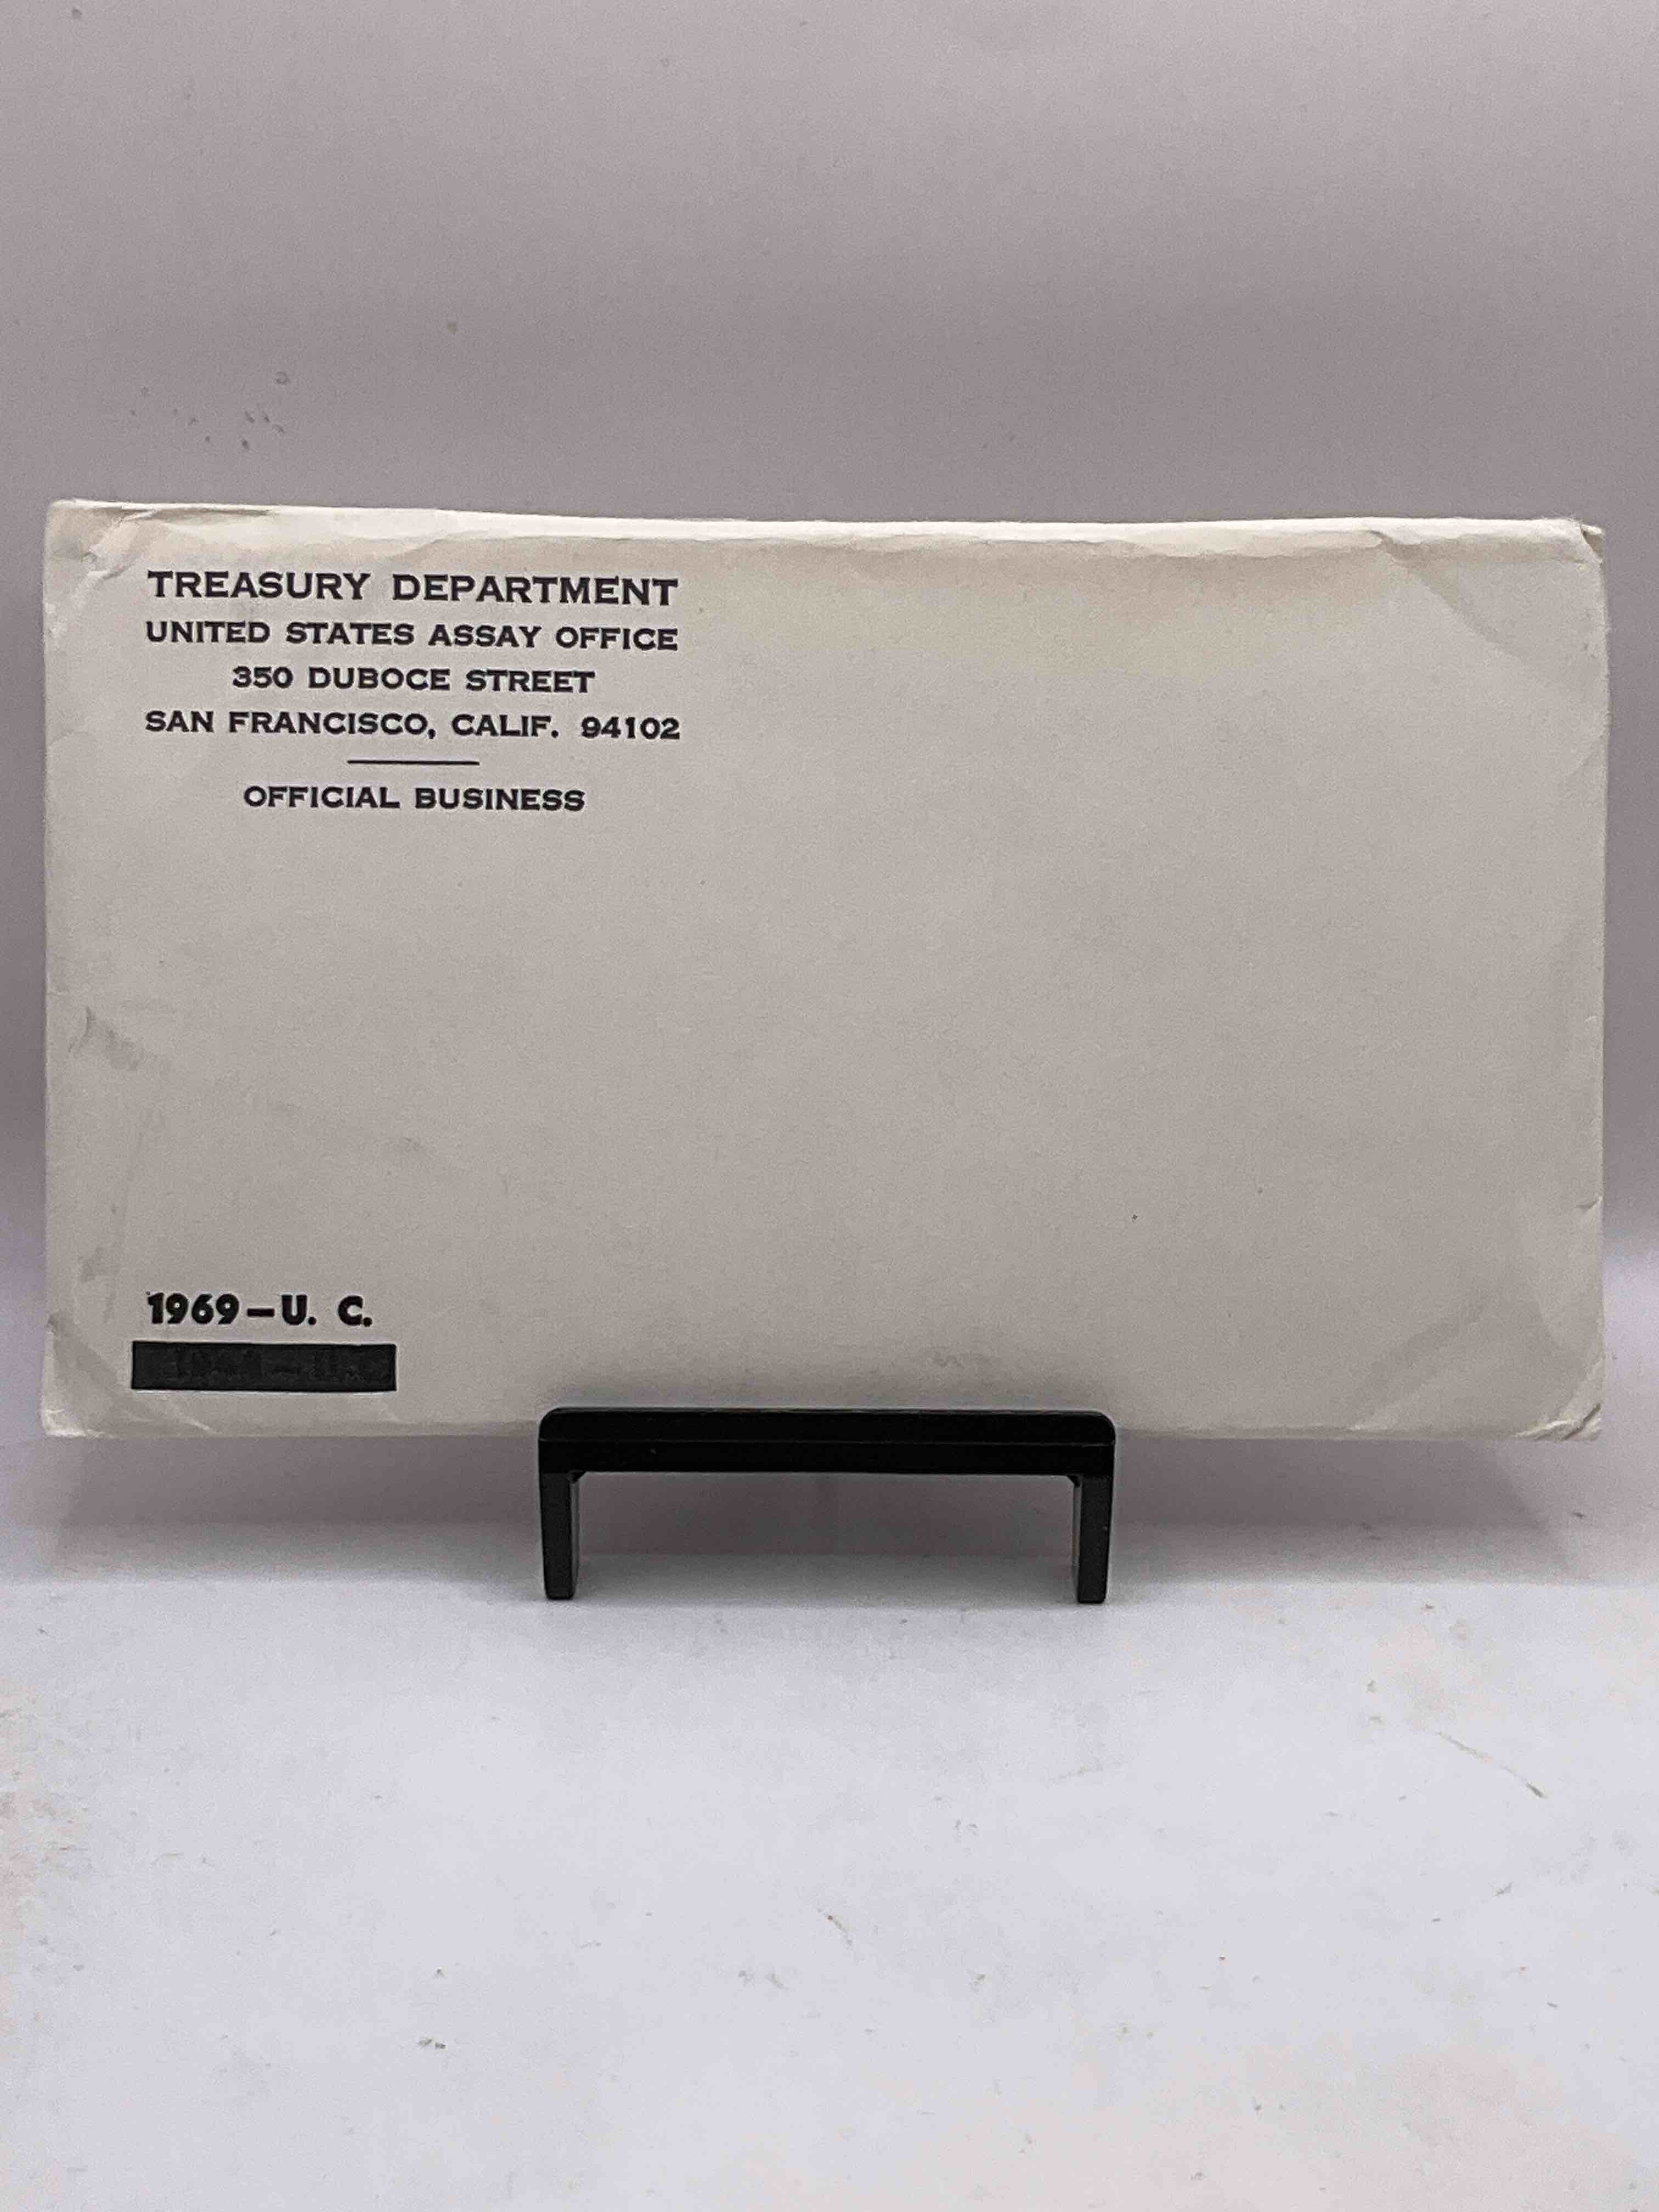 TREASURY DEPARTMENT
UNITED STATES ASSAY OFFICE
350 DUBOCE STREET
SAN FRANCISCO, CALIF. 94102
OFFICIAL BUSINESS
1969–U. C.